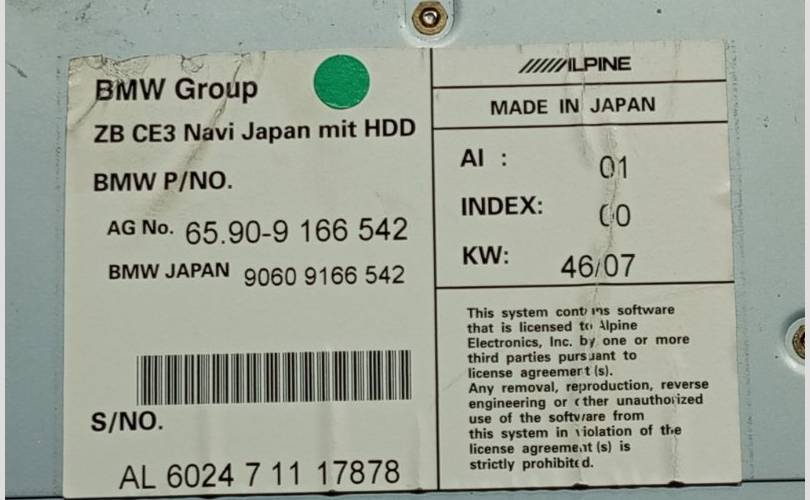 BMW Group
ZB CE3 Navi Japan mit HDD
BMW P/NO.
AG No. 65.90-9 166 542
BMW JAPAN 9060 9166 542
S/NO.
AL 6024 7 11 17878
ALPINE
MADE IN JAPAN
AI : 01
INDEX: 00
KW: 46/07
This system contains software
that is licensed to Alpine
Electronics, Inc. by one or more
third parties pursuant to
license agreement(s).
Any removal, reproduction, reverse
engineering or other unauthorized
use of the software from
this system in violation of the
license agreement(s) is
strictly prohibited.